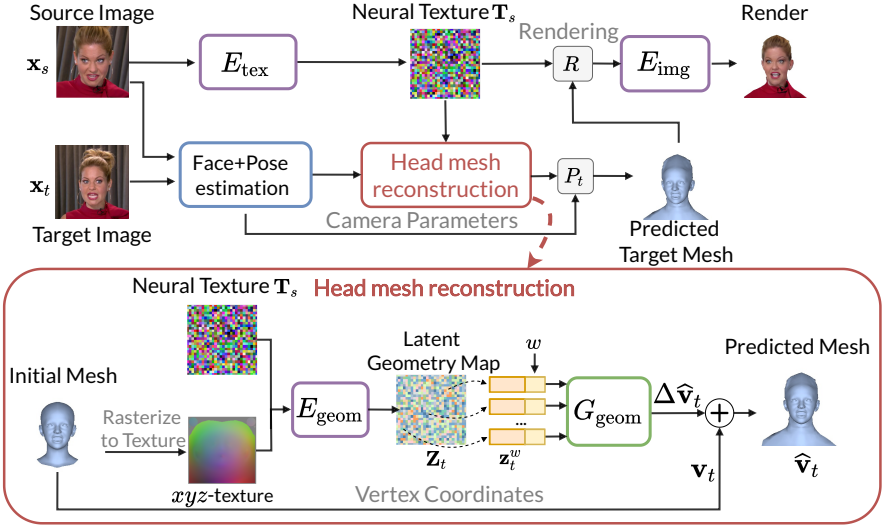 Source Image
Neural Texture T_s
Render
x_s
E_tex
Rendering
R
E_img
Face+Pose
estimation
Head mesh
reconstruction
P_t
x_t
Target Image
Camera Parameters
Predicted
Target Mesh
Neural Texture T_s
Head mesh reconstruction
Initial Mesh
Rasterize
to Texture
xyz-texture
E_geom
Latent
Geometry Map
Z_t
w
...
z_t^w
G_geom
Δv̂_t
+
v_t
Predicted Mesh
v̂_t
Vertex Coordinates